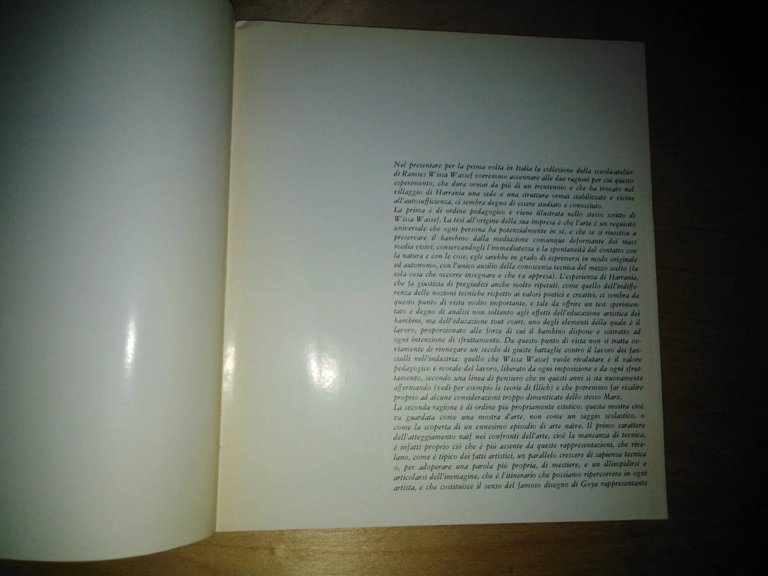 Nel presentare per la prima volta in Italia la collezione della scuola-atelier
di Ramses Wissa Wassef vorremmo accennare alle due ragioni per cui questo
esperimento, che dura ormai da più di un trentennio e che ha trovato nel
villaggio di Harrania una sede e una struttura ormai stabilizzate e vicine
all'autosufficienza, ci sembra degno di essere studiato e conosciuto.
La prima è di ordine pedagogico e viene illustrata nello stesso scritto di
Wissa Wassef. La tesi all'origine della sua impresa è che l'arte è un requisito
universale che ogni persona ha potenzialmente in sé, e che se si riuscisse a
preservare il bambino dalla mediazione comunque deformante dei mass
media visivi, conservandogli l'immediatezza e la spontaneità del contatto con
la natura e con le cose, egli sarebbe in grado di esprimersi in modo originale
ed autonomo, con l'unico ausilio della conoscenza tecnica del mezzo scelto (la
sola cosa che occorre insegnare e che va appresa). L'esperienza di Harrania,
che fa giustizia di pregiudizi anche molto ripetuti, come quello dell'indiffe-
renza delle nozioni tecniche rispetto ai valori poetici e creativi, ci sembra da
questo punto di vista molto importante, e tale da offrire un test sperimen-
tato e degno di analisi non soltanto agli effetti dell'educazione artistica dei
bambini, ma dell'educazione tout court, uno degli elementi della quale è il
lavoro, proporzionato alle forze di cui il bambino dispone e sottratto ad
ogni intenzione di sfruttamento. Da questo punto di vista non si tratta ov-
viamente di rinnegare un secolo di giuste battaglie contro il lavoro dei fan-
ciulli nell'industria: quello che Wissa Wassef vuole rivalutare è il valore
pedagogico e morale del lavoro, liberato da ogni imposizione e da ogni sfrut-
tamento, secondo una linea di pensiero che in questi anni si sta nuovamente
affermando (vedi per esempio le teorie di Illich) e che potremmo far risalire
proprio ad alcune considerazioni troppo dimenticate dello stesso Marx.
La seconda ragione è di ordine più propriamente estetico: questa mostra cioè
va guardata come una mostra d'arte, non come un saggio scolastico, o
come la scoperta di un ennesimo episodio di arte naive. Il primo carattere
dell'atteggiamento naif nei confronti dell'arte, cioè la mancanza di tecnica,
è infatti proprio ciò che è più assente da queste rappresentazioni, che rive-
lano, come è tipico dei fatti artistici, un parallelo crescere di sapienza tecnica
o, per adoperare una parola più propria, di mestiere, e un illimpidirsi e
articolarsi dell'immagine, che è l'itinerario che possiamo ripercorrere in ogni
artista, e che costituisce il senso del famoso disegno di Goya rappresentante